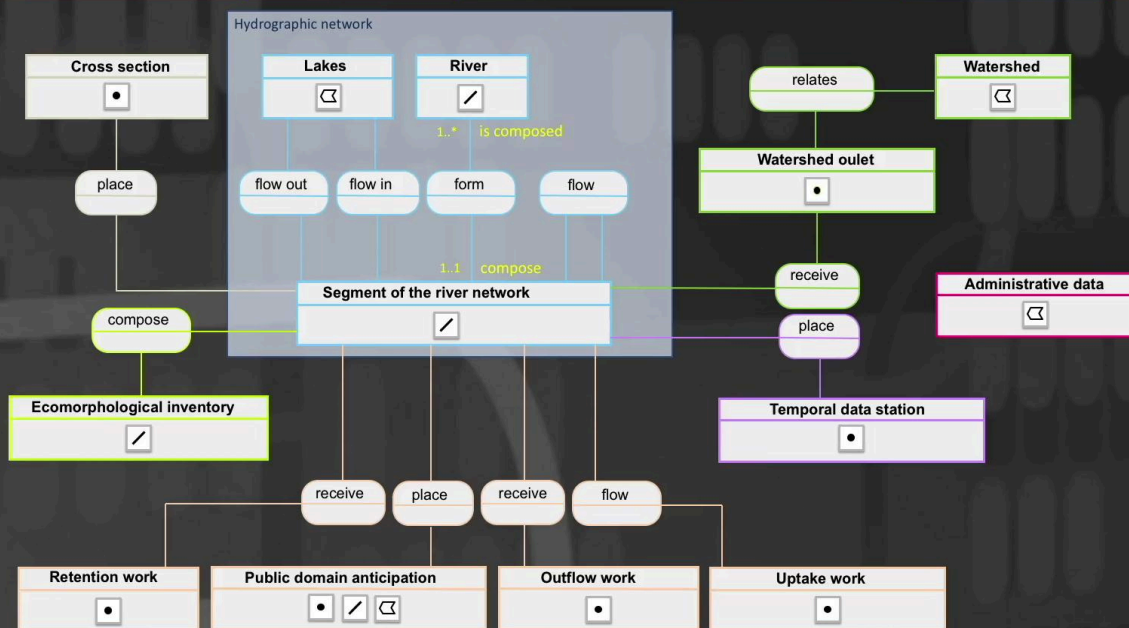 Hydrographic network
Cross section
Lakes
River
Watershed
relates
1..* is composed
Watershed oulet
place
flow out
flow in
form
flow
1..1 compose
receive
Segment of the river network
Administrative data
compose
place
Ecomorphological inventory
Temporal data station
receive
place
receive
flow
Retention work
Public domain anticipation
Outflow work
Uptake work